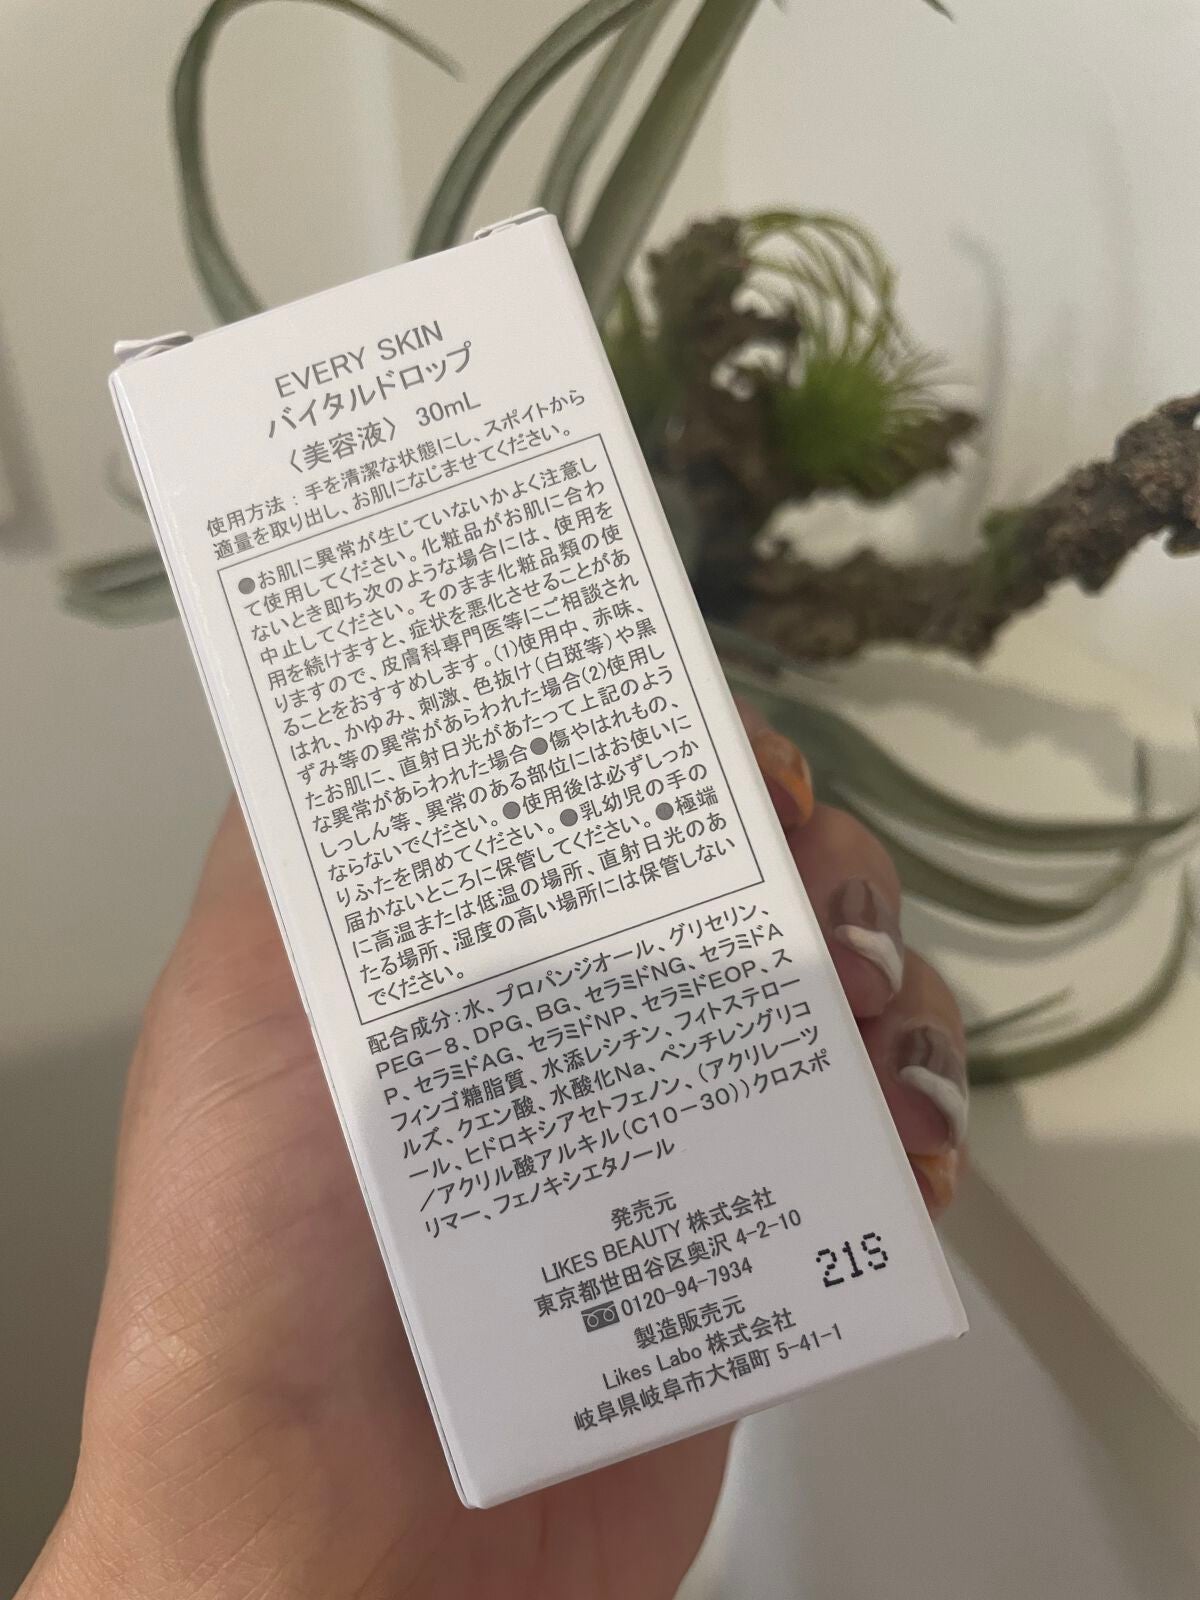 EVERY SKIN
バイタルドロップ
〈美容液〉 30mL
使用方法：手を清潔な状態にし、スポイトから
適量を取り出し、お肌になじませてください。
●お肌に異常が生じていないかよく注意し
て使用してください。化粧品がお肌に合わ
ないとき即ち次のような場合には、使用を
中止してください。そのまま化粧品類の使
用を続けますと、症状を悪化させることがあ
りますので、皮膚科専門医等にご相談され
ることをおすすめします。(1)使用中、赤味、
はれ、かゆみ、刺激、色抜け（白斑等）や黒
ずみ等の異常があらわれた場合(2)使用し
たお肌に、直射日光があたって上記のよう
な異常があらわれた場合●傷やはれもの、
しっしん等、異常のある部位にはお使いに
ならないでください。●使用後は必ずしっか
りふたを閉めてください。●乳幼児の手の
届かないところに保管してください。●極端
に高温または低温の場所、直射日光のあ
たる場所、湿度の高い場所には保管しない
でください。
配合成分：水、プロパンジオール、グリセリン、
PEG－8、DPG、BG、セラミドNG、セラミドA
P、セラミドAG、セラミドNP、セラミドEOP、ス
フィンゴ糖脂質、水添レシチン、フィトステロー
ルズ、クエン酸、水酸化Na、ペンチレングリコ
ール、ヒドロキシアセトフェノン、（アクリレーツ
／アクリル酸アルキル（C10－30））クロスポ
リマー、フェノキシエタノール
発売元
LIKES BEAUTY 株式会社
東京都世田谷区奥沢 4-2-10
0120-94-7934
製造販売元
Likes Labo 株式会社
岐阜県岐阜市大福町 5-41-1
21S